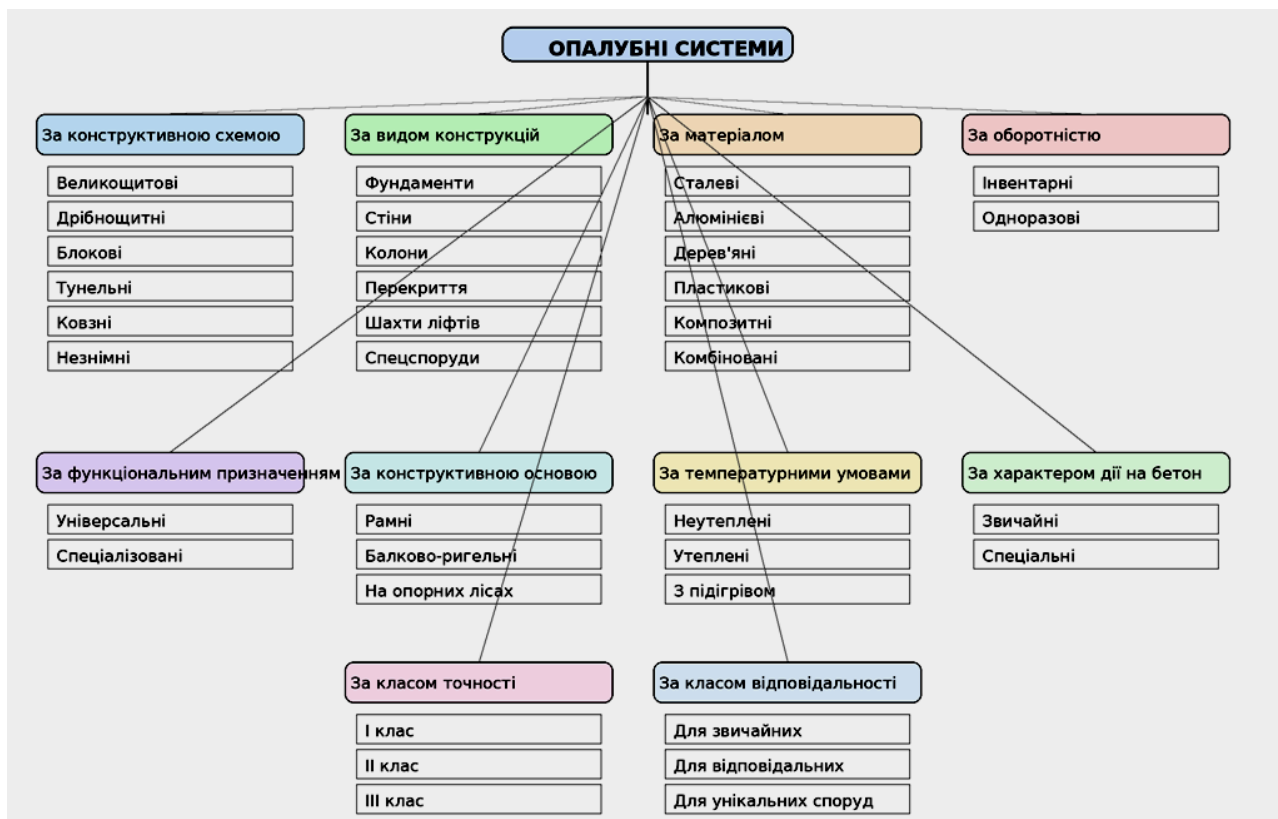 ОПАЛУБНІ СИСТЕМИ
За конструктивною схемою
Великощитові
Дрібнощитні
Блокові
Тунельні
Ковзні
Незнімні
За видом конструкцій
Фундаменти
Стіни
Колони
Перекриття
Шахти ліфтів
Спецспоруди
За матеріалом
Сталеві
Алюмінієві
Дерев'яні
Пластикові
Композитні
Комбіновані
За оборотністю
Інвентарні
Одноразові
За функціональним призначенням
Універсальні
Спеціалізовані
За конструктивною основою
Рамні
Балково-ригельні
На опорних лісах
За температурними умовами
Неутеплені
Утеплені
З підігрівом
За характером дії на бетон
Звичайні
Спеціальні
За класом точності
І клас
ІІ клас
ІІІ клас
За класом відповідальності
Для звичайних
Для відповідальних
Для унікальних споруд